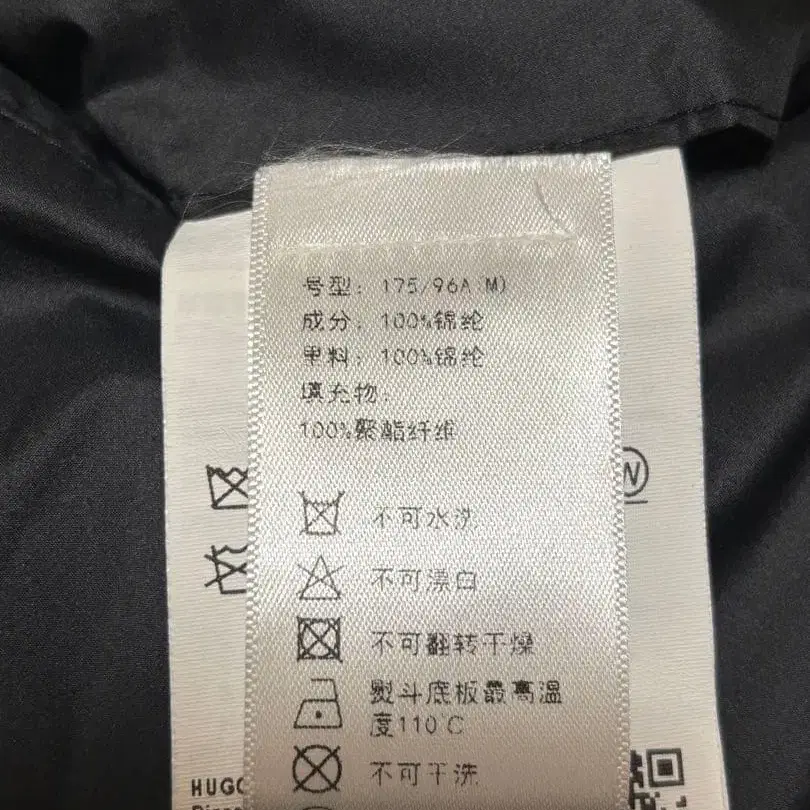 号型: 175/96A(M)
成分: 100%锦纶
里料: 100%锦纶
填充物:
100%聚酯纤维
W
不可水洗
不可漂白
不可翻转干燥
熨斗底板最高温
度110℃
不可干洗
HUGO